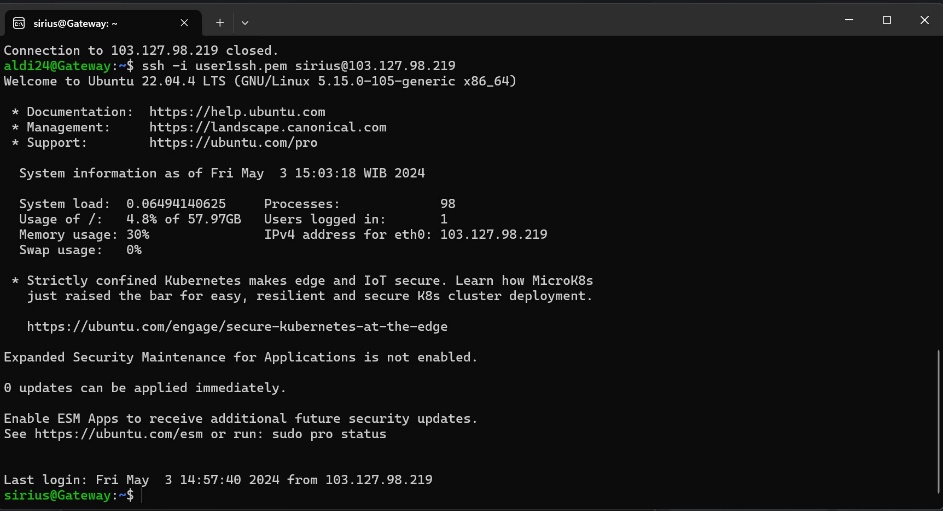 sirius@Gateway: ~
Connection to 103.127.98.219 closed.
aldi24@Gateway:~$ ssh -i user1ssh.pem sirius@103.127.98.219
Welcome to Ubuntu 22.04.4 LTS (GNU/Linux 5.15.0-105-generic x86_64)
* Documentation:  https://help.ubuntu.com
* Management:     https://landscape.canonical.com
* Support:        https://ubuntu.com/pro
System information as of Fri May  3 15:03:18 WIB 2024
System load:  0.06494140625     Processes:             98
Usage of /:   4.8% of 57.97GB   Users logged in:       1
Memory usage: 30%               IPv4 address for eth0: 103.127.98.219
Swap usage:   0%
* Strictly confined Kubernetes makes edge and IoT secure. Learn how MicroK8s
just raised the bar for easy, resilient and secure K8s cluster deployment.
https://ubuntu.com/engage/secure-kubernetes-at-the-edge
Expanded Security Maintenance for Applications is not enabled.
0 updates can be applied immediately.
Enable ESM Apps to receive additional future security updates.
See https://ubuntu.com/esm or run: sudo pro status
Last login: Fri May  3 14:57:40 2024 from 103.127.98.219
sirius@Gateway:~$